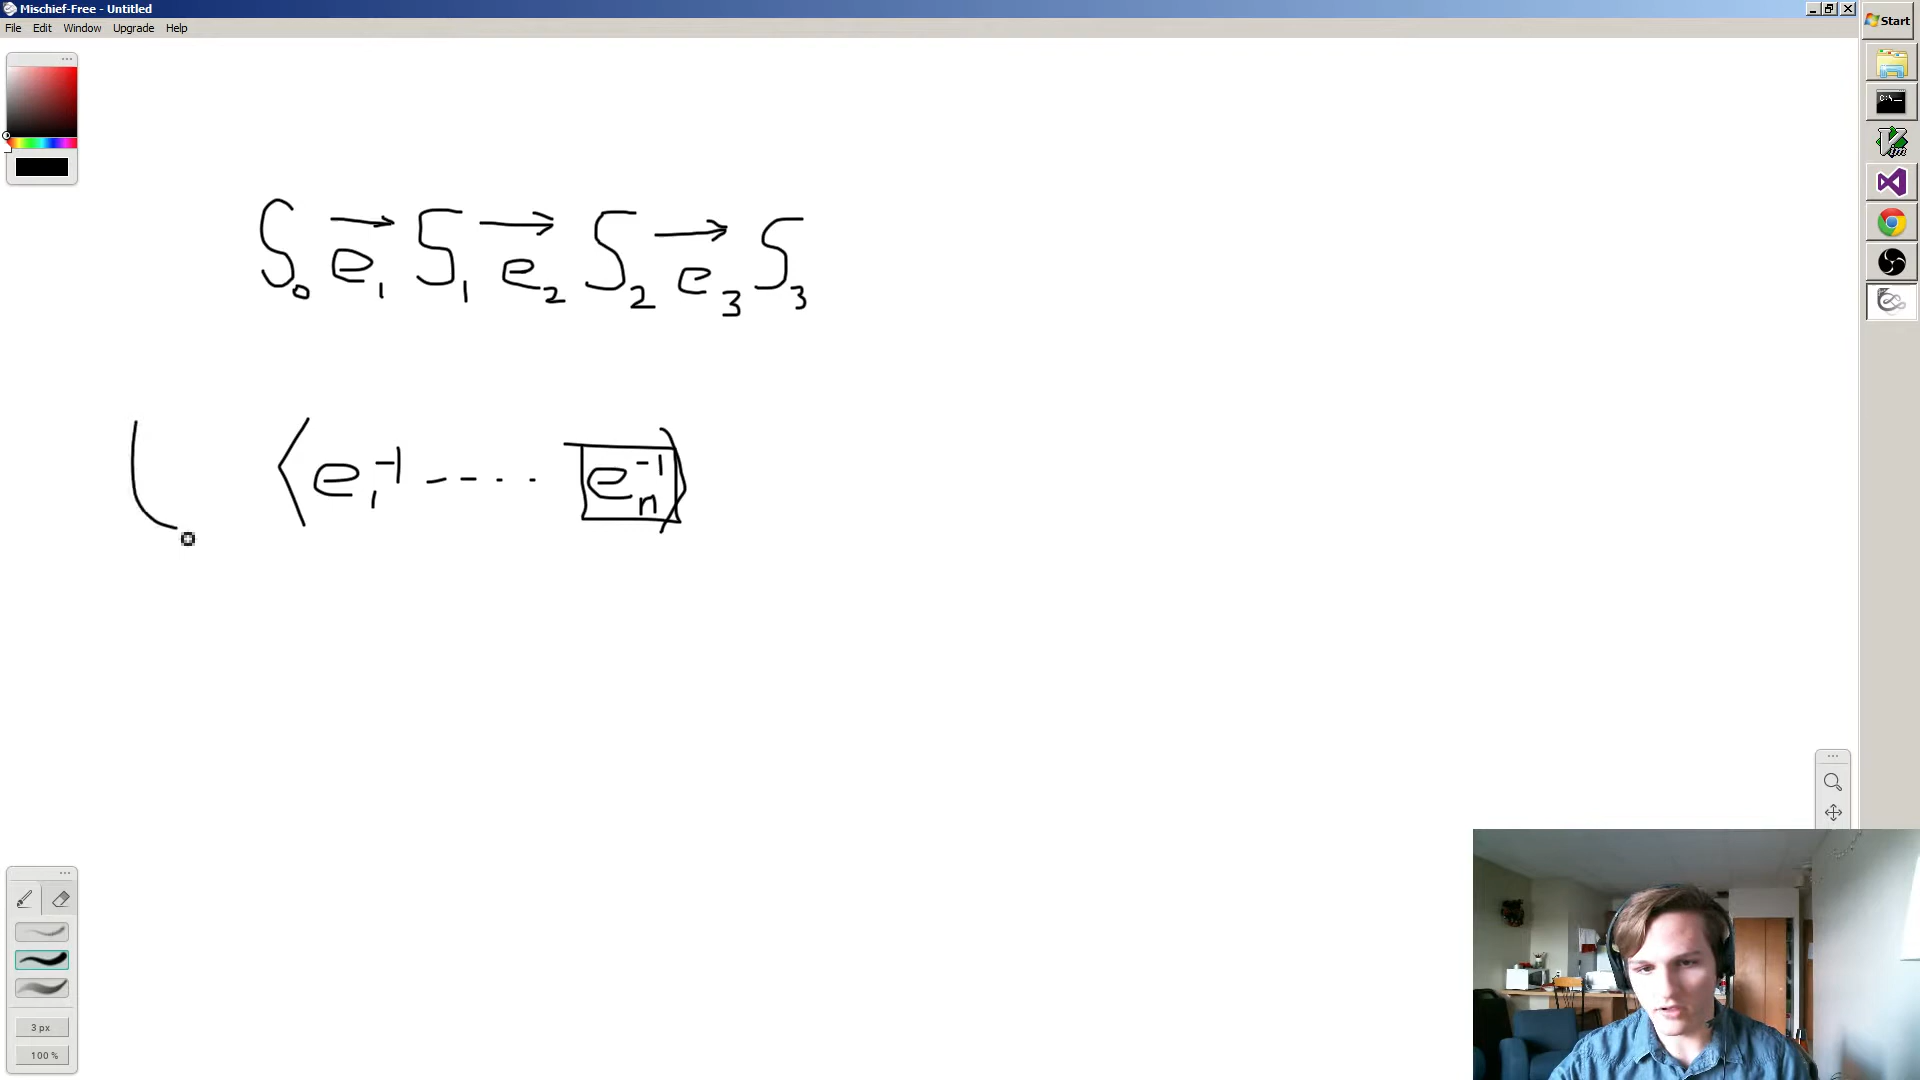 Mischief-Free - Untitled
File Edit Window Upgrade Help
Start
S₀ →e₁ S₁ →e₂ S₂ →e₃ S₃
⟨e₁⁻¹ ----- eₙ⁻¹⟩
3 px
100 %